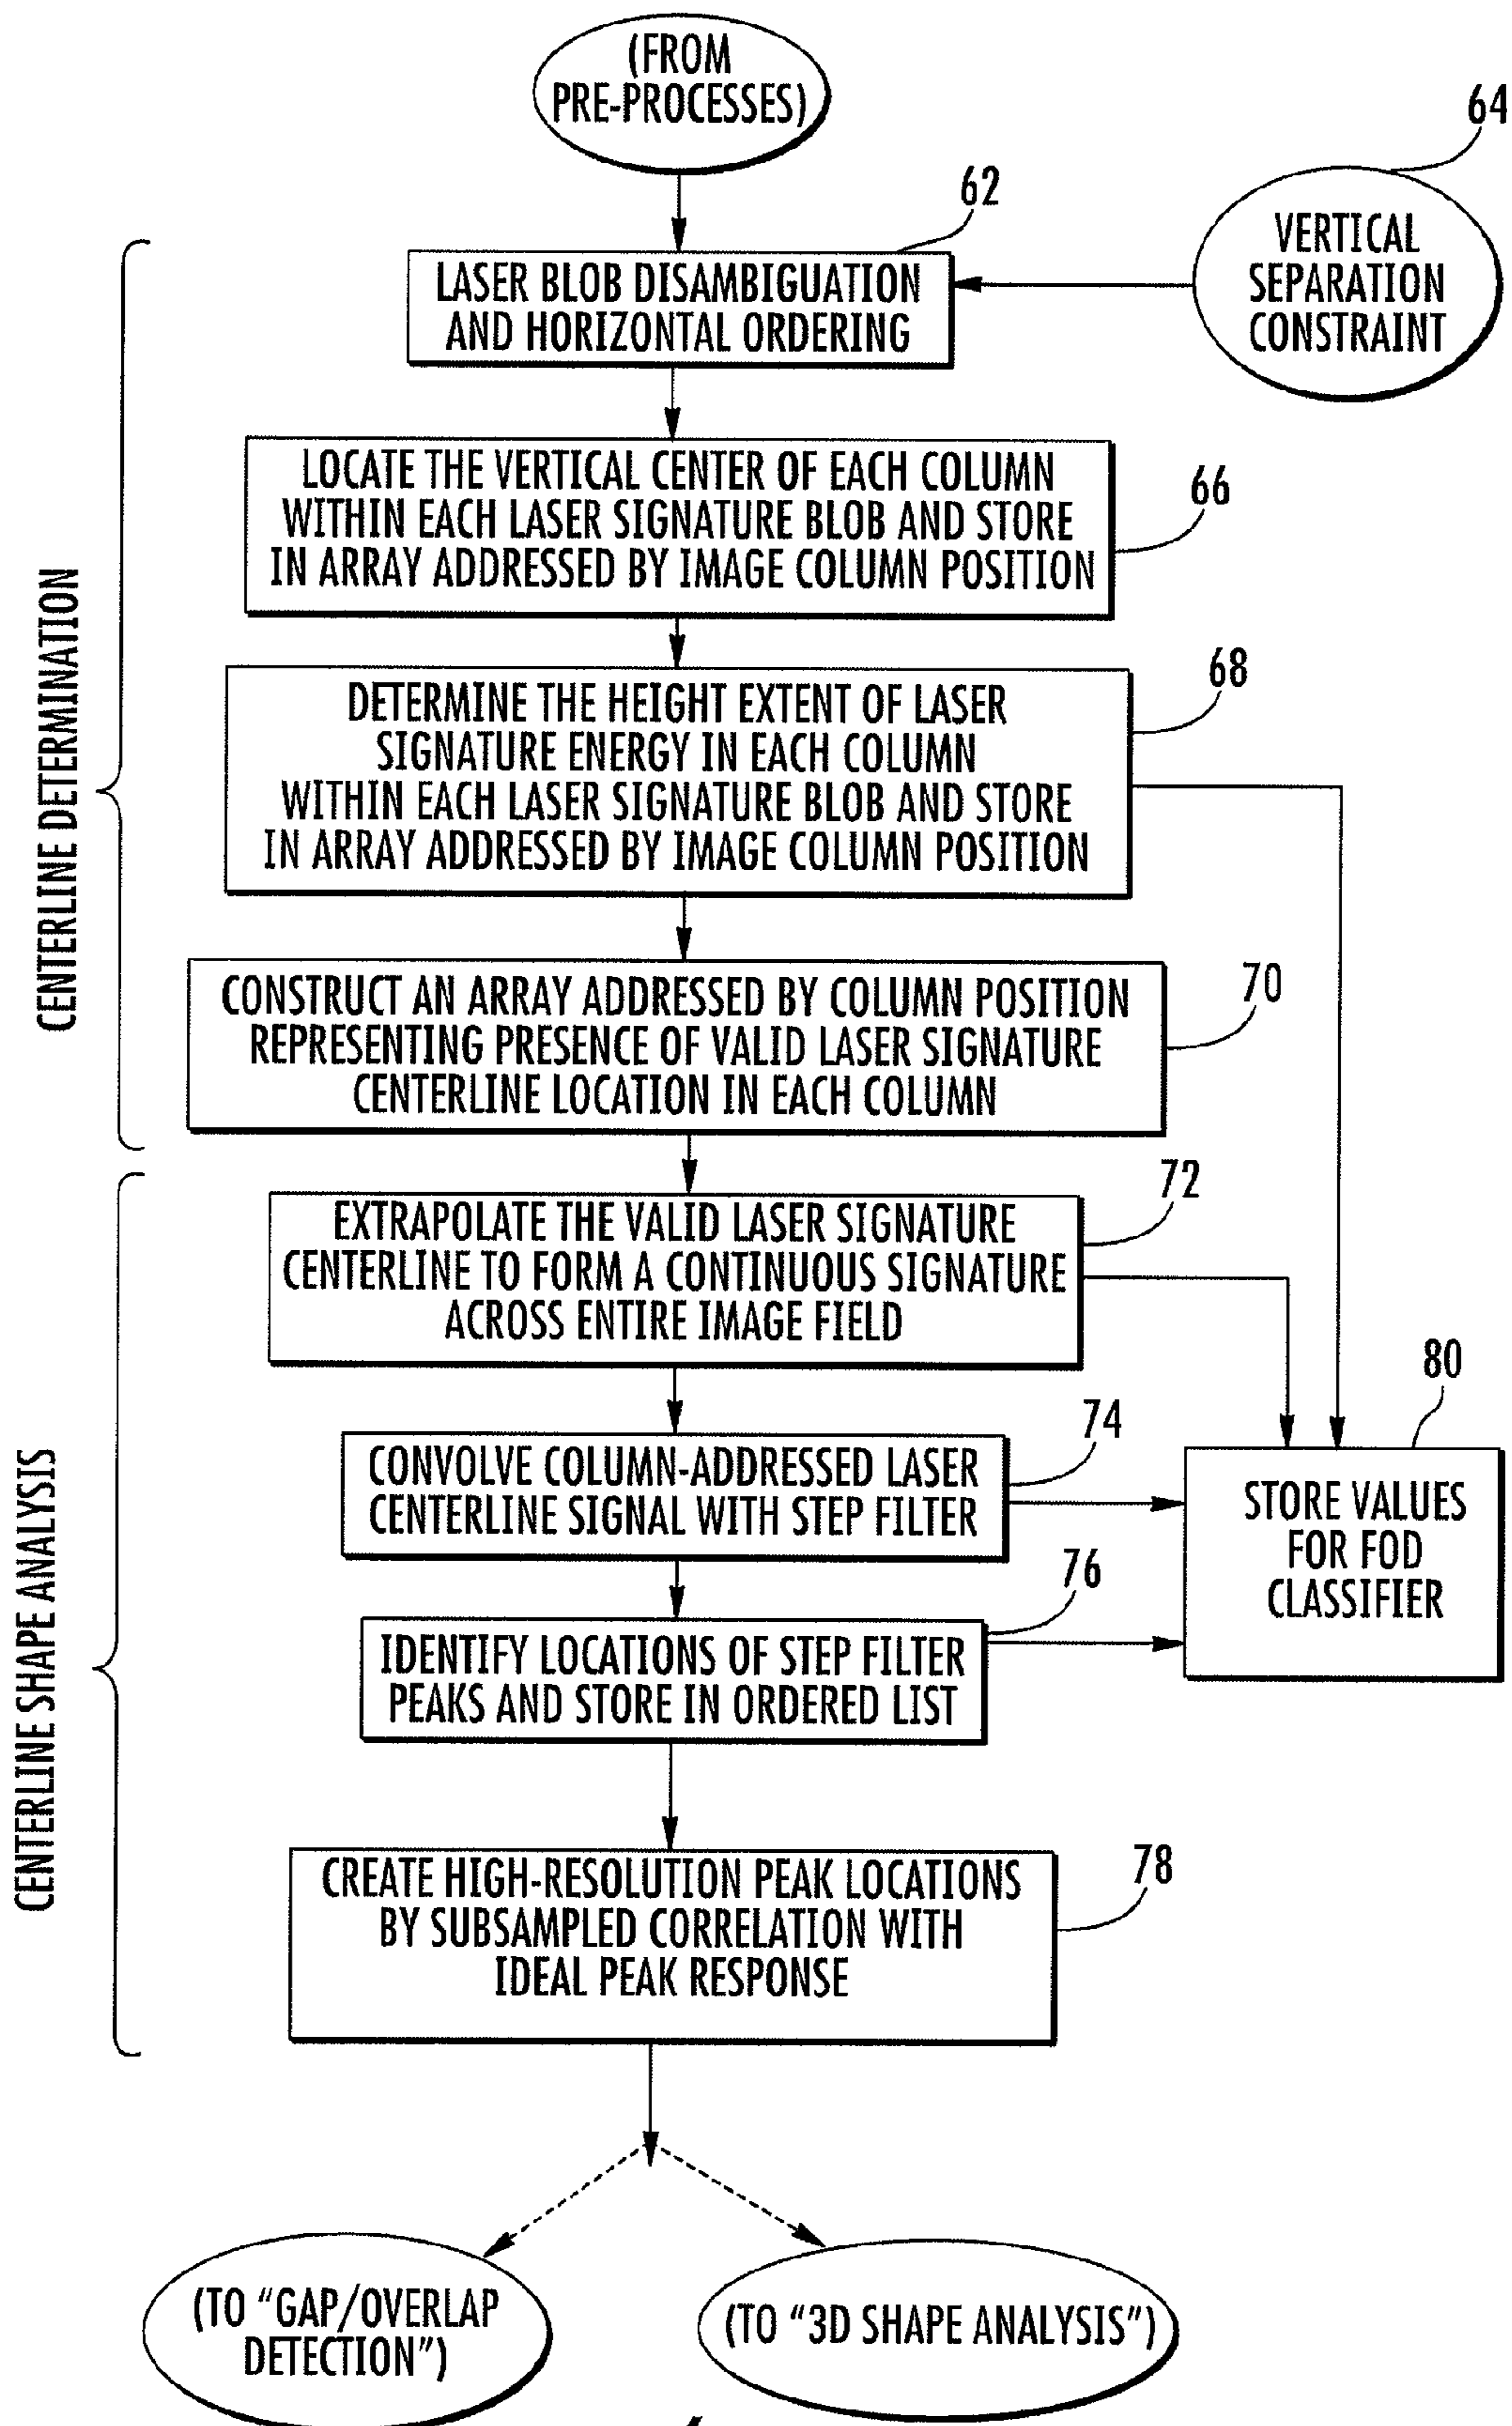 (FROM
PRE-PROCESSES)
64
62
VERTICAL
SEPARATION
CONSTRAINT
LASER BLOB DISAMBIGUATION
AND HORIZONTAL ORDERING
LOCATE THE VERTICAL CENTER OF EACH COLUMN
WITHIN EACH LASER SIGNATURE BLOB AND STORE
IN ARRAY ADDRESSED BY IMAGE COLUMN POSITION
66
CENTERLINE DETERMINATION
DETERMINE THE HEIGHT EXTENT OF LASER
SIGNATURE ENERGY IN EACH COLUMN
WITHIN EACH LASER SIGNATURE BLOB AND STORE
IN ARRAY ADDRESSED BY IMAGE COLUMN POSITION
68
CONSTRUCT AN ARRAY ADDRESSED BY COLUMN POSITION
REPRESENTING PRESENCE OF VALID LASER SIGNATURE
CENTERLINE LOCATION IN EACH COLUMN
70
EXTRAPOLATE THE VALID LASER SIGNATURE
CENTERLINE TO FORM A CONTINUOUS SIGNATURE
ACROSS ENTIRE IMAGE FIELD
72
CENTERLINE SHAPE ANALYSIS
CONVOLVE COLUMN-ADDRESSED LASER
CENTERLINE SIGNAL WITH STEP FILTER
74
80
STORE VALUES
FOR FOD
CLASSIFIER
IDENTIFY LOCATIONS OF STEP FILTER
PEAKS AND STORE IN ORDERED LIST
76
CREATE HIGH-RESOLUTION PEAK LOCATIONS
BY SUBSAMPLED CORRELATION WITH
IDEAL PEAK RESPONSE
78
(TO "GAP/OVERLAP
DETECTION")
(TO "3D SHAPE ANALYSIS")